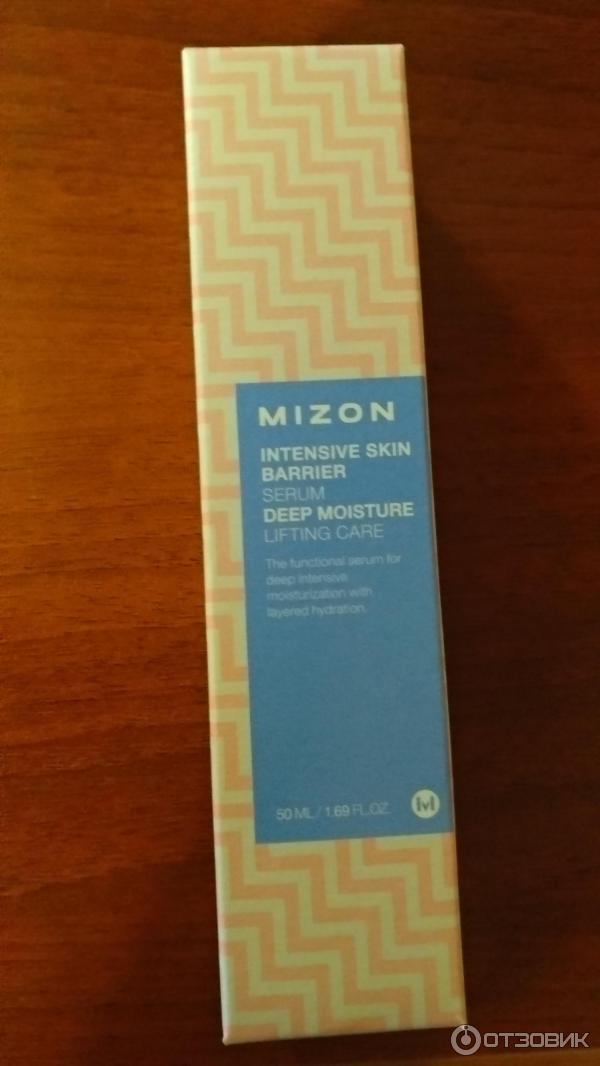 MIZON
INTENSIVE SKIN
BARRIER
SERUM
DEEP MOISTURE
LIFTING CARE
The functional serum for
deep intensive
moisturization with
layered hydration.
50 ML / 1.69 FL.OZ.
M
ОТЗОВИК